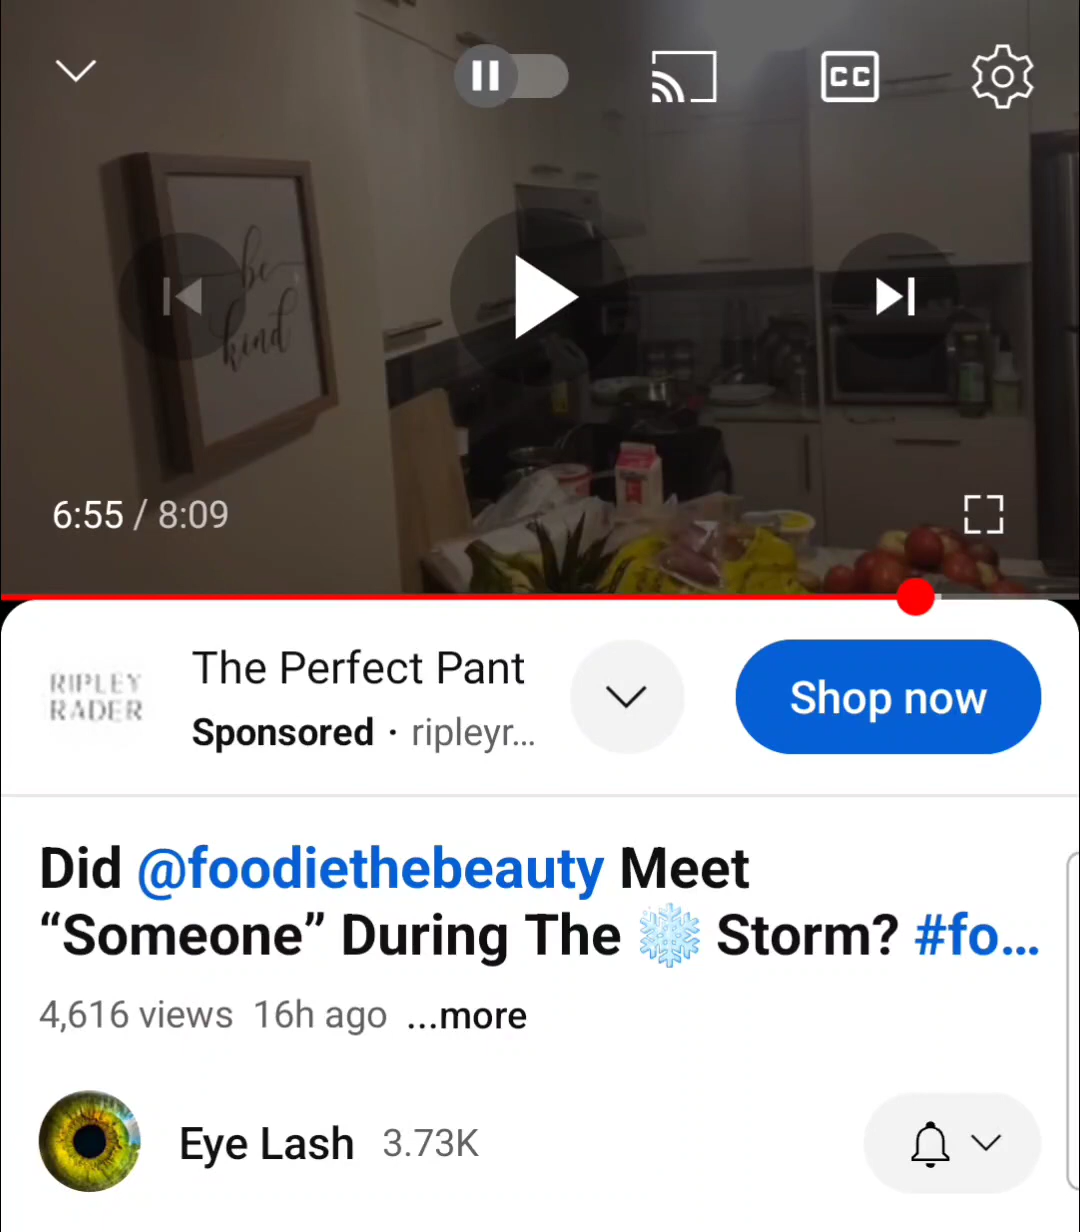 CC
be
kind
6:55 / 8:09
RIPLEY
RADER
The Perfect Pant
Sponsored · ripleyr...
Shop now
Did @foodiethebeauty Meet
“Someone” During The ❄️ Storm? #fo...
4,616 views 16h ago ...more
Eye Lash 3.73K